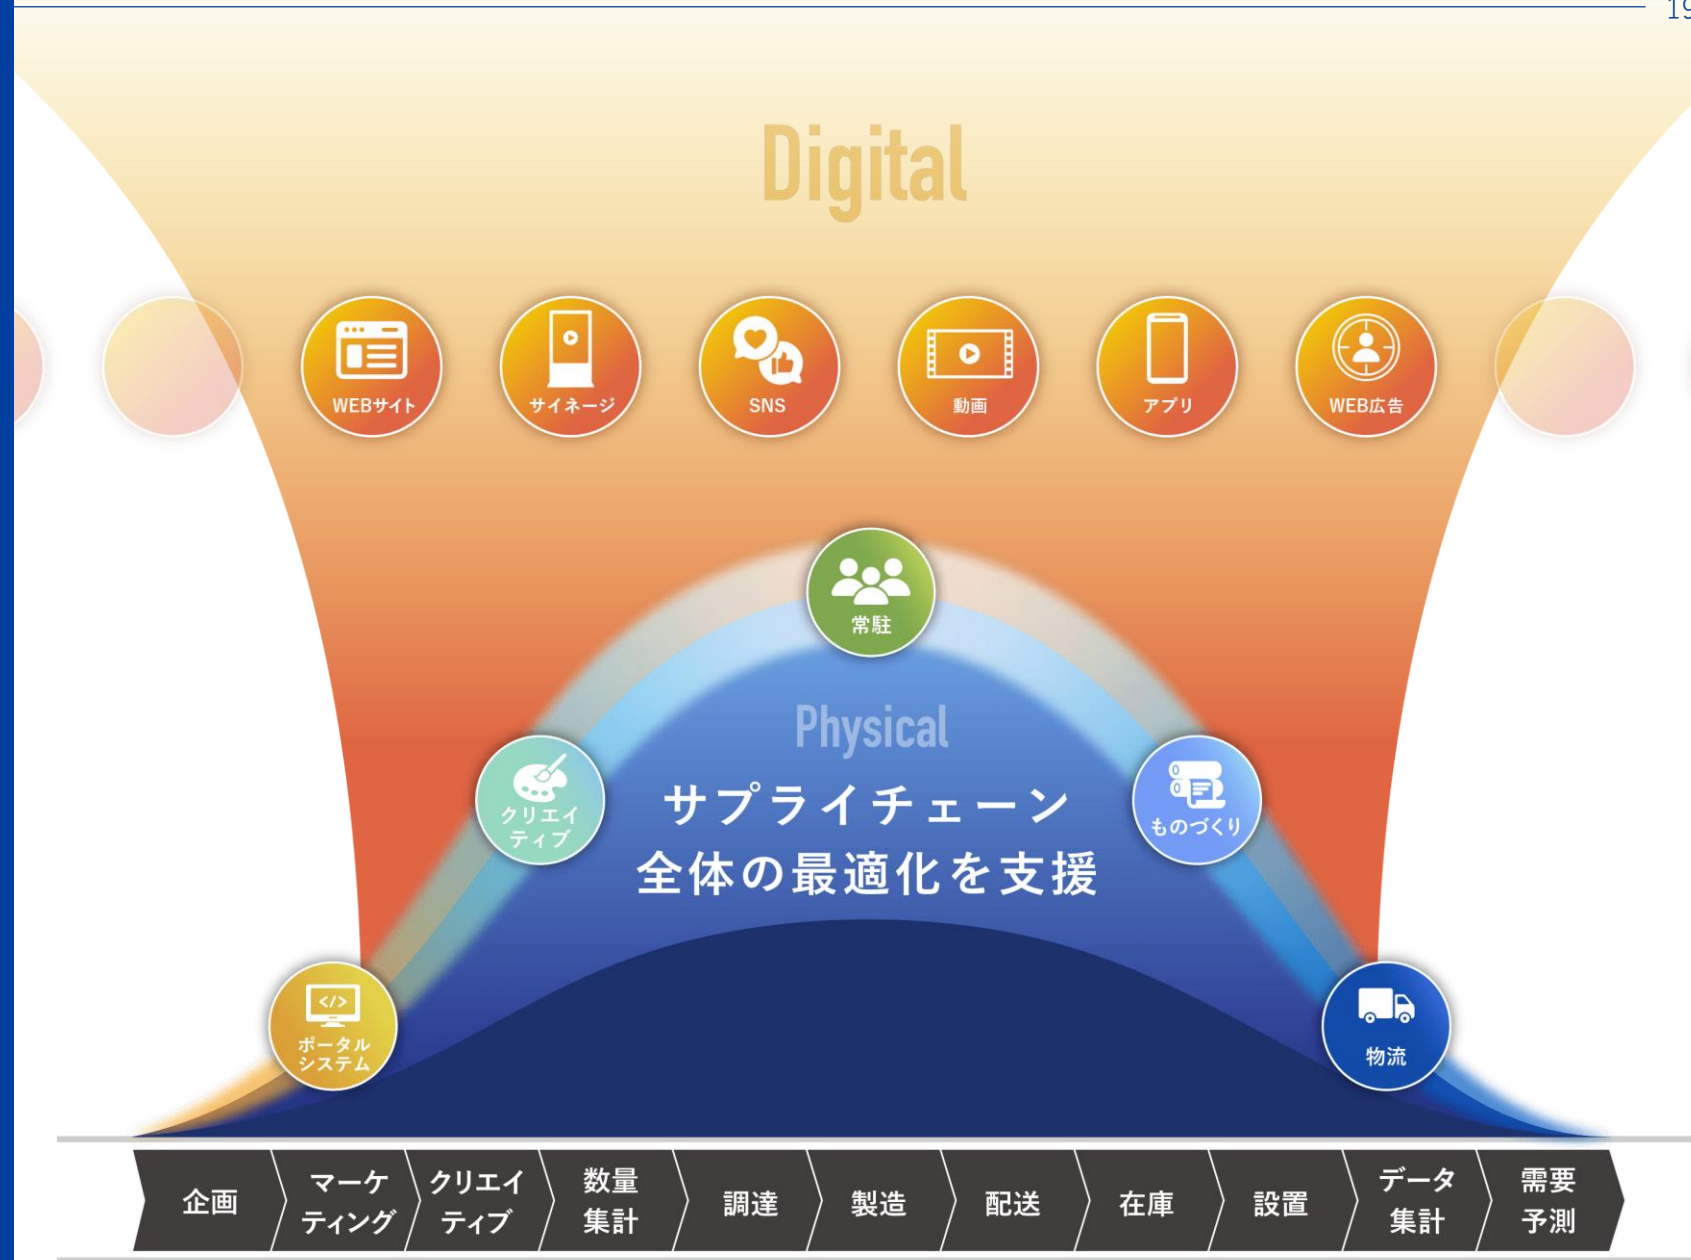 19
Digital
WEBサイト
サイネージ
SNS
動画
アプリ
WEB広告
常駐
Physical
サプライチェーン
全体の最適化を支援
クリエイ
ティブ
ものづくり
</>
ポータル
システム
物流
企画
マーケ
ティング
クリエイ
ティブ
数量
集計
調達
製造
配送
在庫
設置
データ
集計
需要
予測